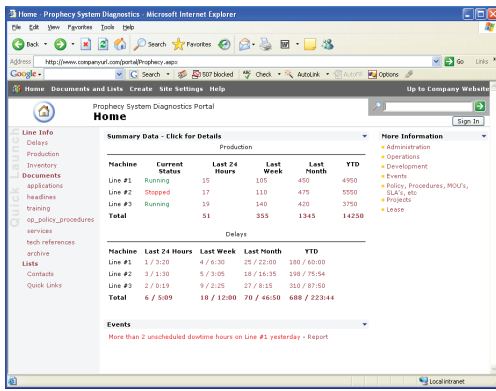 Home - Prophecy System Diagnostics - Microsoft Internet Explorer
File Edit View Favorites Tools Help
Back Search Favorites
Address http://www.companyurl.com/portal/Prophecy.aspx Go Links
Google Search 507 blocked Check AutoLink AutoFill Options
Home Documents and Lists Create Site Settings Help Up to Company Website
Prophecy System Diagnostics Portal
Home
Sign In
Quick Launch
Line Info
Delays
Production
Inventory
Documents
applications
headlines
training
op_policy_procedures
services
tech references
archive
Lists
Contacts
Quick Links
Summary Data - Click for Details
Production
Machine Current Status Last 24 Hours Last Week Last Month YTD
Line #1 Running 15 105 450 4950
Line #2 Stopped 17 110 475 5550
Line #3 Running 19 140 420 3750
Total 51 355 1345 14250
Delays
Machine Last 24 Hours Last Week Last Month YTD
Line #1 1 / 3:20 4 / 6:30 25 / 22:00 180 / 60:00
Line #2 3 / 1:30 5 / 3:05 18 / 16:35 198 / 75:54
Line #3 2 / 0:19 9 / 2:25 27 / 8:15 310 / 87:50
Total 6 / 5:09 18 / 12:00 70 / 46:50 688 / 223:44
Events
More than 2 unscheduled dowtime hours on Line #1 yesterday - Report
More Information
Administration
Operations
Development
Events
Policy, Procedures, MOU's,
SLA's, etc
Projects
Lease
Local intranet